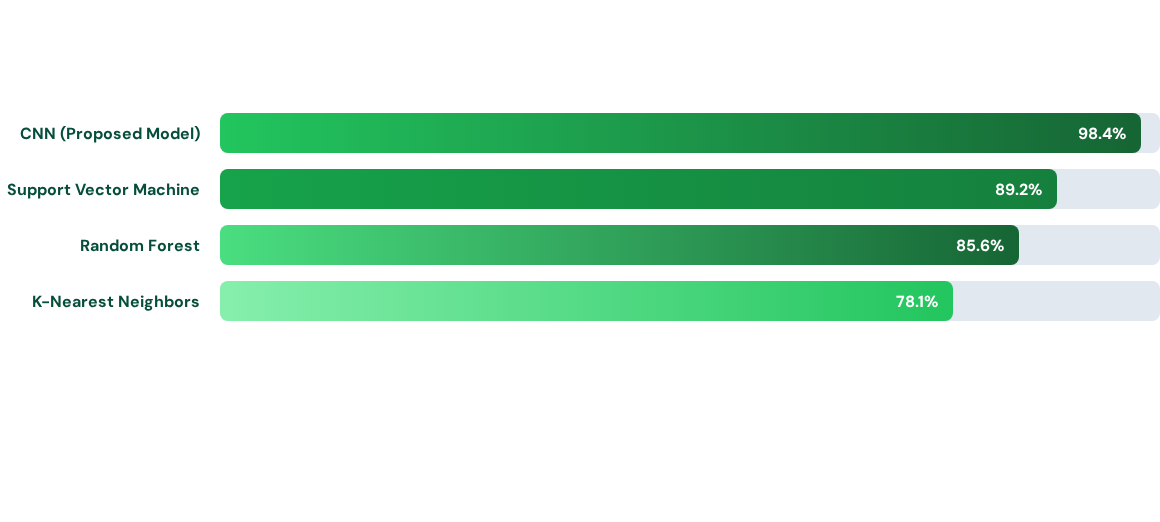 CNN (Proposed Model) 98.4%
Support Vector Machine 89.2%
Random Forest 85.6%
K-Nearest Neighbors 78.1%